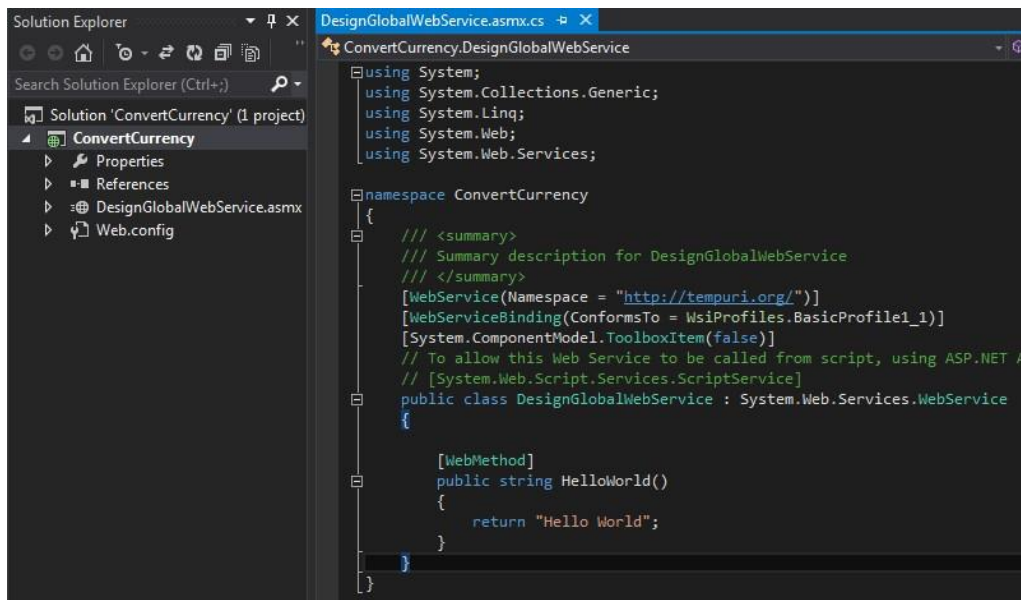 Solution Explorer
Search Solution Explorer (Ctrl+;)
Solution 'ConvertCurrency' (1 project)
ConvertCurrency
Properties
References
DesignGlobalWebService.asmx
Web.config
DesignGlobalWebService.asmx.cs
ConvertCurrency.DesignGlobalWebService
using System;
using System.Collections.Generic;
using System.Linq;
using System.Web;
using System.Web.Services;
namespace ConvertCurrency
{
/// <summary>
/// Summary description for DesignGlobalWebService
/// </summary>
[WebService(Namespace = "http://tempuri.org/")]
[WebServiceBinding(ConformsTo = WsiProfiles.BasicProfile1_1)]
[System.ComponentModel.ToolboxItem(false)]
// To allow this Web Service to be called from script, using ASP.NET A
// [System.Web.Script.Services.ScriptService]
public class DesignGlobalWebService : System.Web.Services.WebService
{
[WebMethod]
public string HelloWorld()
{
return "Hello World";
}
}
}